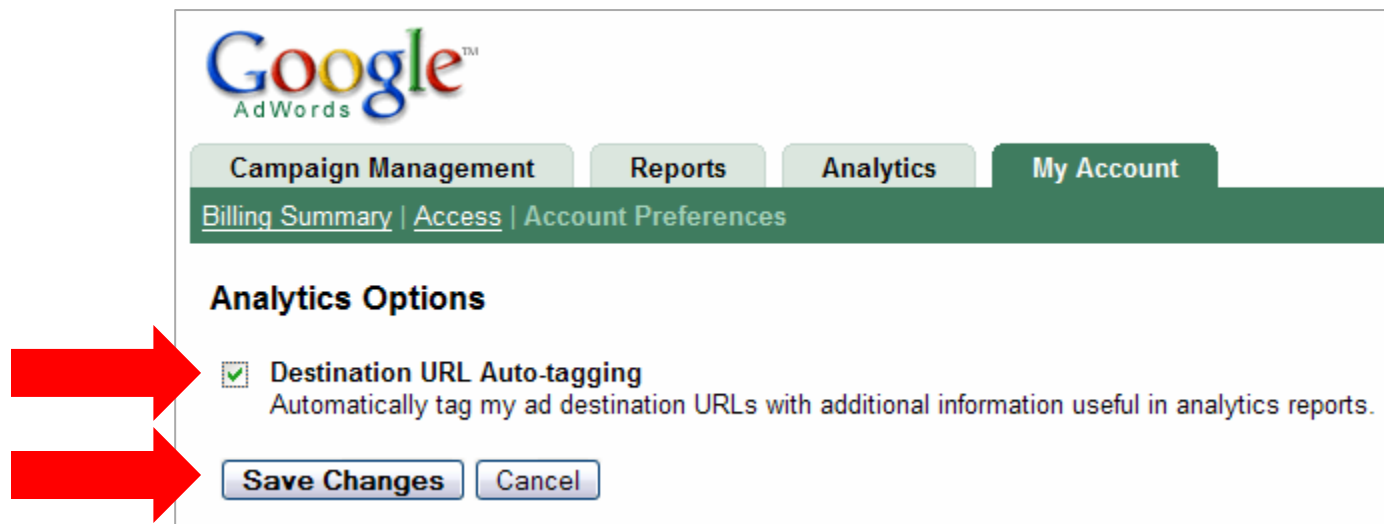 Google™
AdWords
Campaign Management Reports Analytics My Account
Billing Summary | Access | Account Preferences
Analytics Options
Destination URL Auto-tagging
Automatically tag my ad destination URLs with additional information useful in analytics reports.
Save Changes Cancel